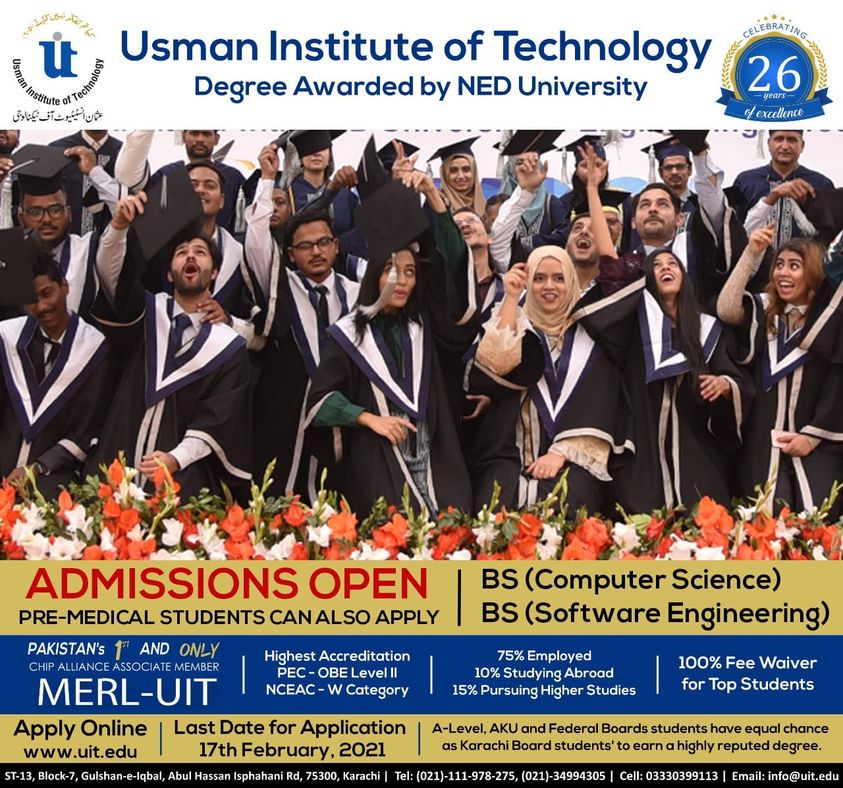 Usman Institute of Technology
Degree Awarded by NED University
uit
Usman Institute of Technology
عثمان انسٹیٹیوٹ آف ٹیکنالوجی
CELEBRATING
26
years
of excellence
ADMISSIONS OPEN
PRE-MEDICAL STUDENTS CAN ALSO APPLY
BS (Computer Science)
BS (Software Engineering)
PAKISTAN's 1ST AND ONLY
CHIP ALLIANCE ASSOCIATE MEMBER
MERL-UIT
Highest Accreditation
PEC - OBE Level II
NCEAC - W Category
75% Employed
10% Studying Abroad
15% Pursuing Higher Studies
100% Fee Waiver
for Top Students
Apply Online
www.uit.edu
Last Date for Application
17th February, 2021
A-Level, AKU and Federal Boards students have equal chance
as Karachi Board students' to earn a highly reputed degree.
ST-13, Block-7, Gulshan-e-Iqbal, Abul Hassan Isphahani Rd, 75300, Karachi | Tel: (021)-111-978-275, (021)-34994305 | Cell: 03330399113 | Email: info@uit.edu